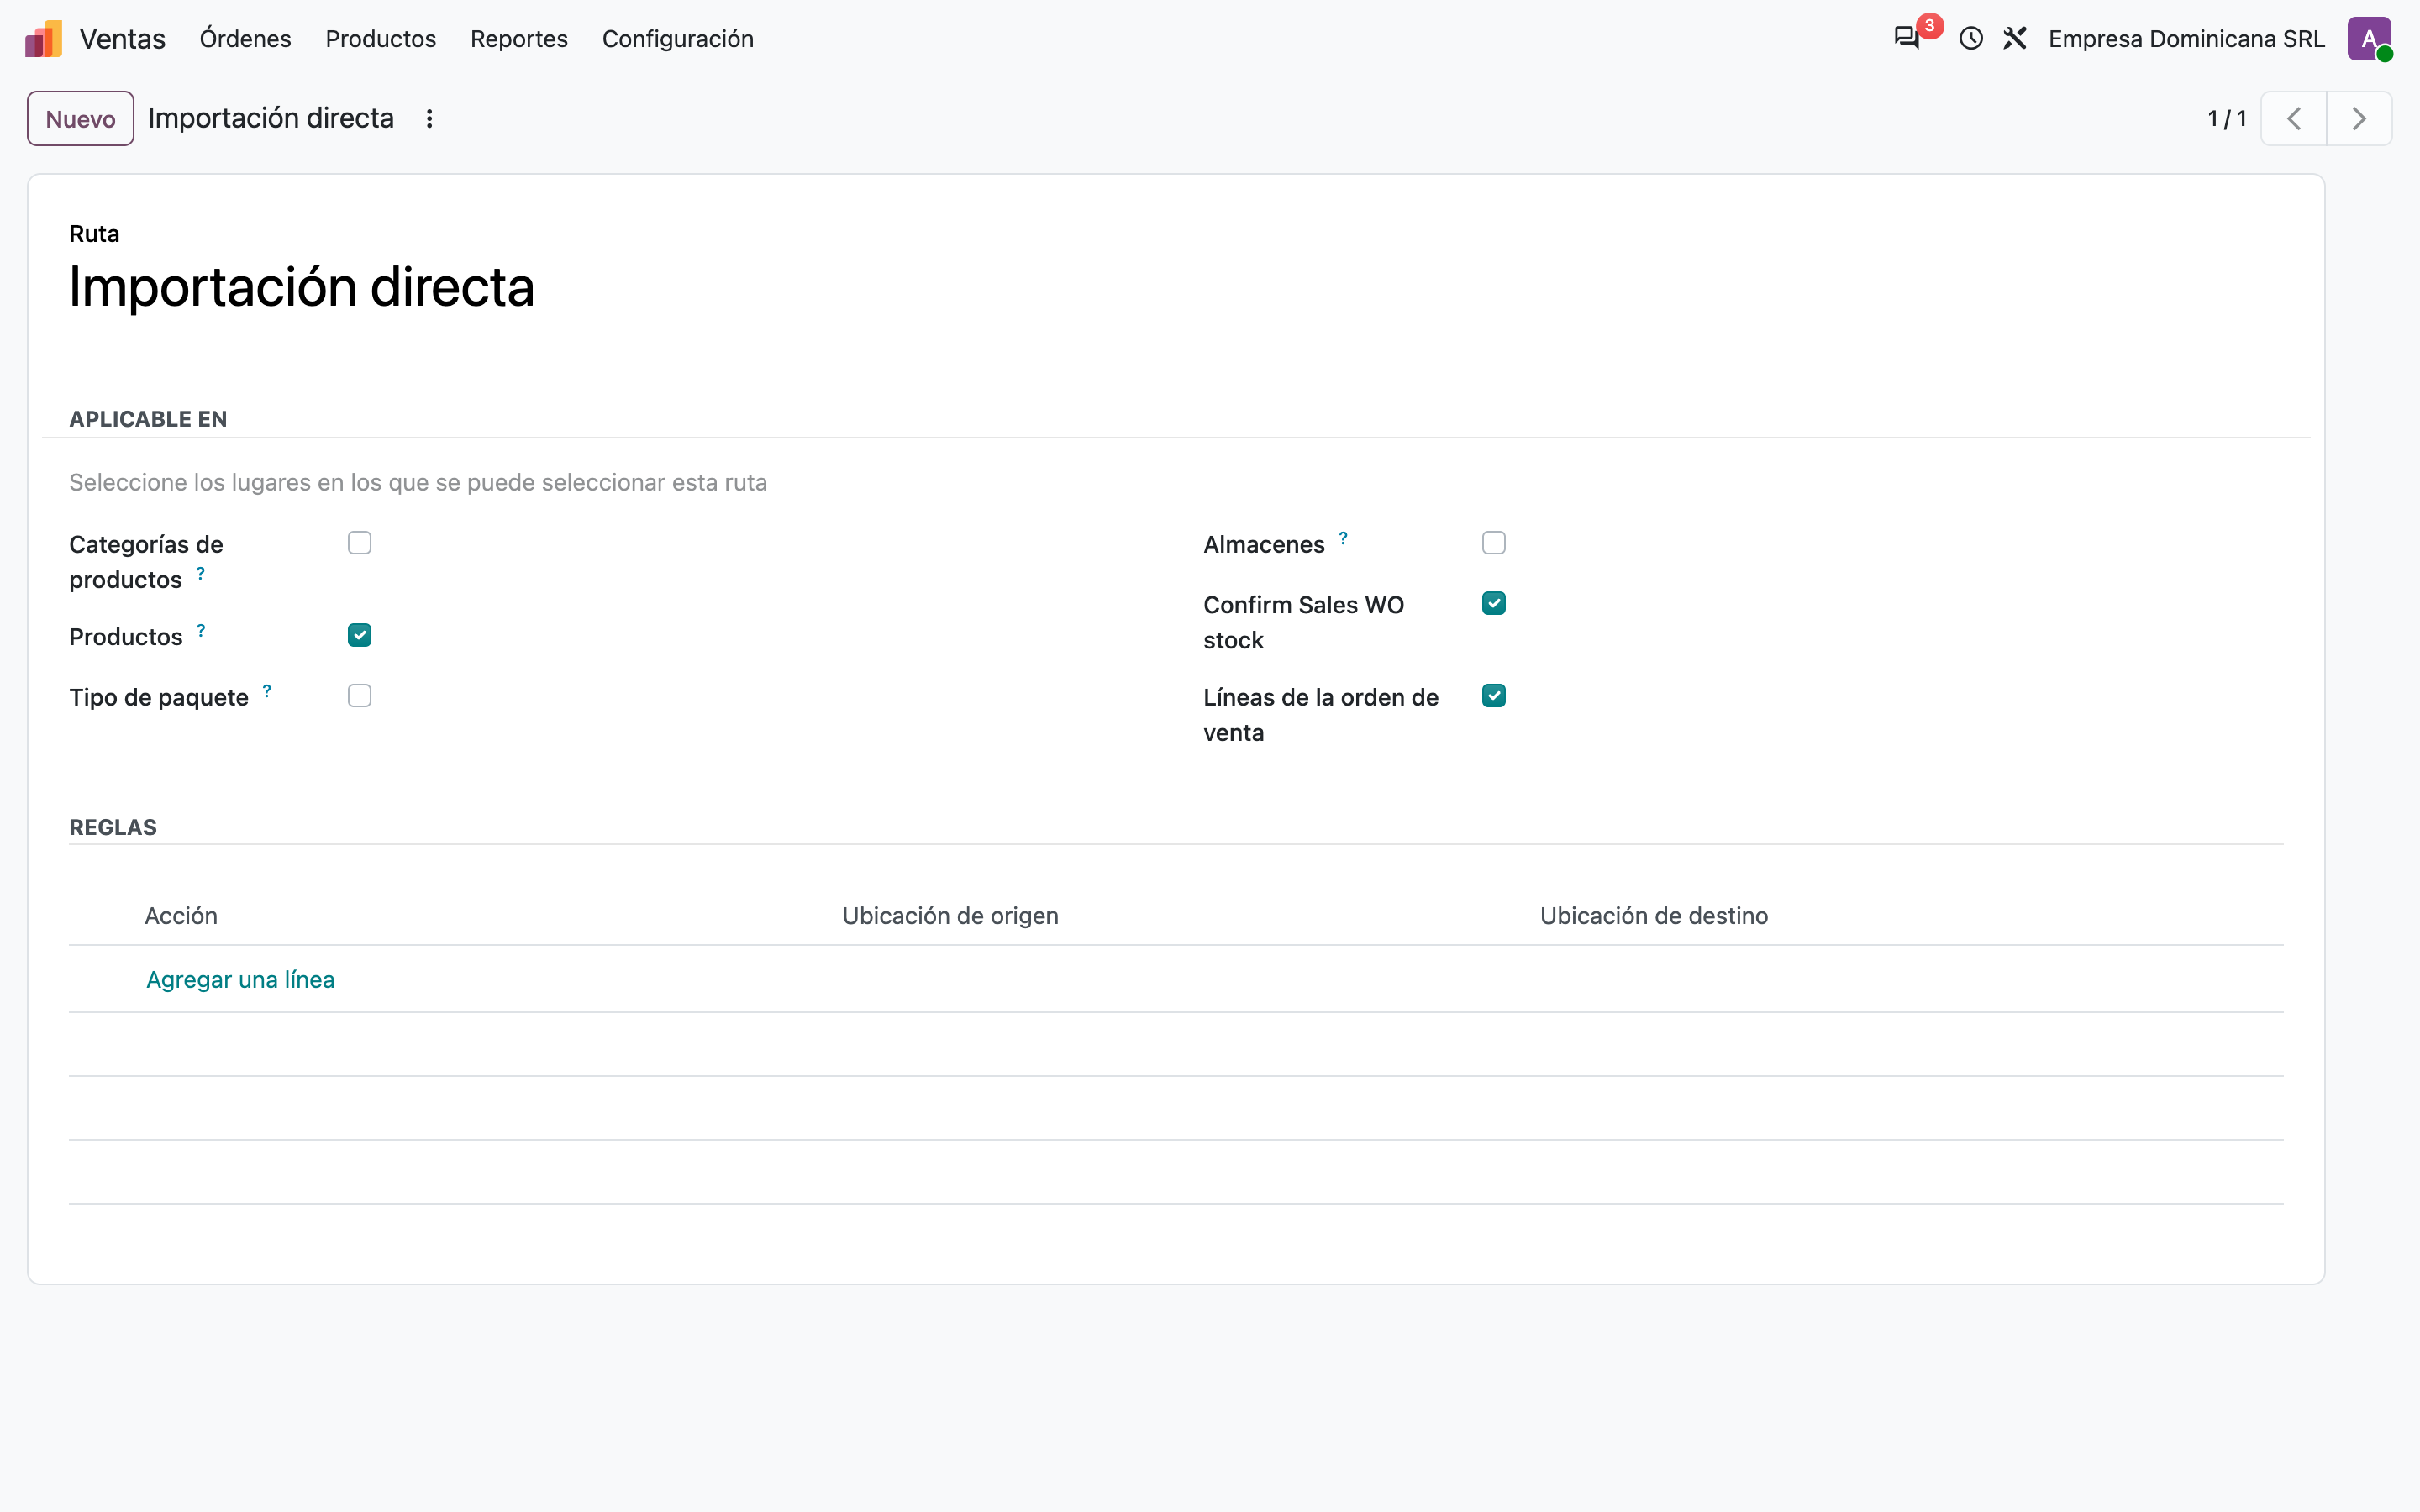 Ventas Órdenes Productos Reportes Configuración 3 Empresa Dominicana SRL A
Nuevo Importación directa 1 / 1
Ruta
Importación directa
APLICABLE EN
Seleccione los lugares en los que se puede seleccionar esta ruta
Categorías de
productos ?
Productos ?
Tipo de paquete ?
Almacenes ?
Confirm Sales WO
stock
Líneas de la orden de
venta
REGLAS
Acción Ubicación de origen Ubicación de destino
Agregar una línea